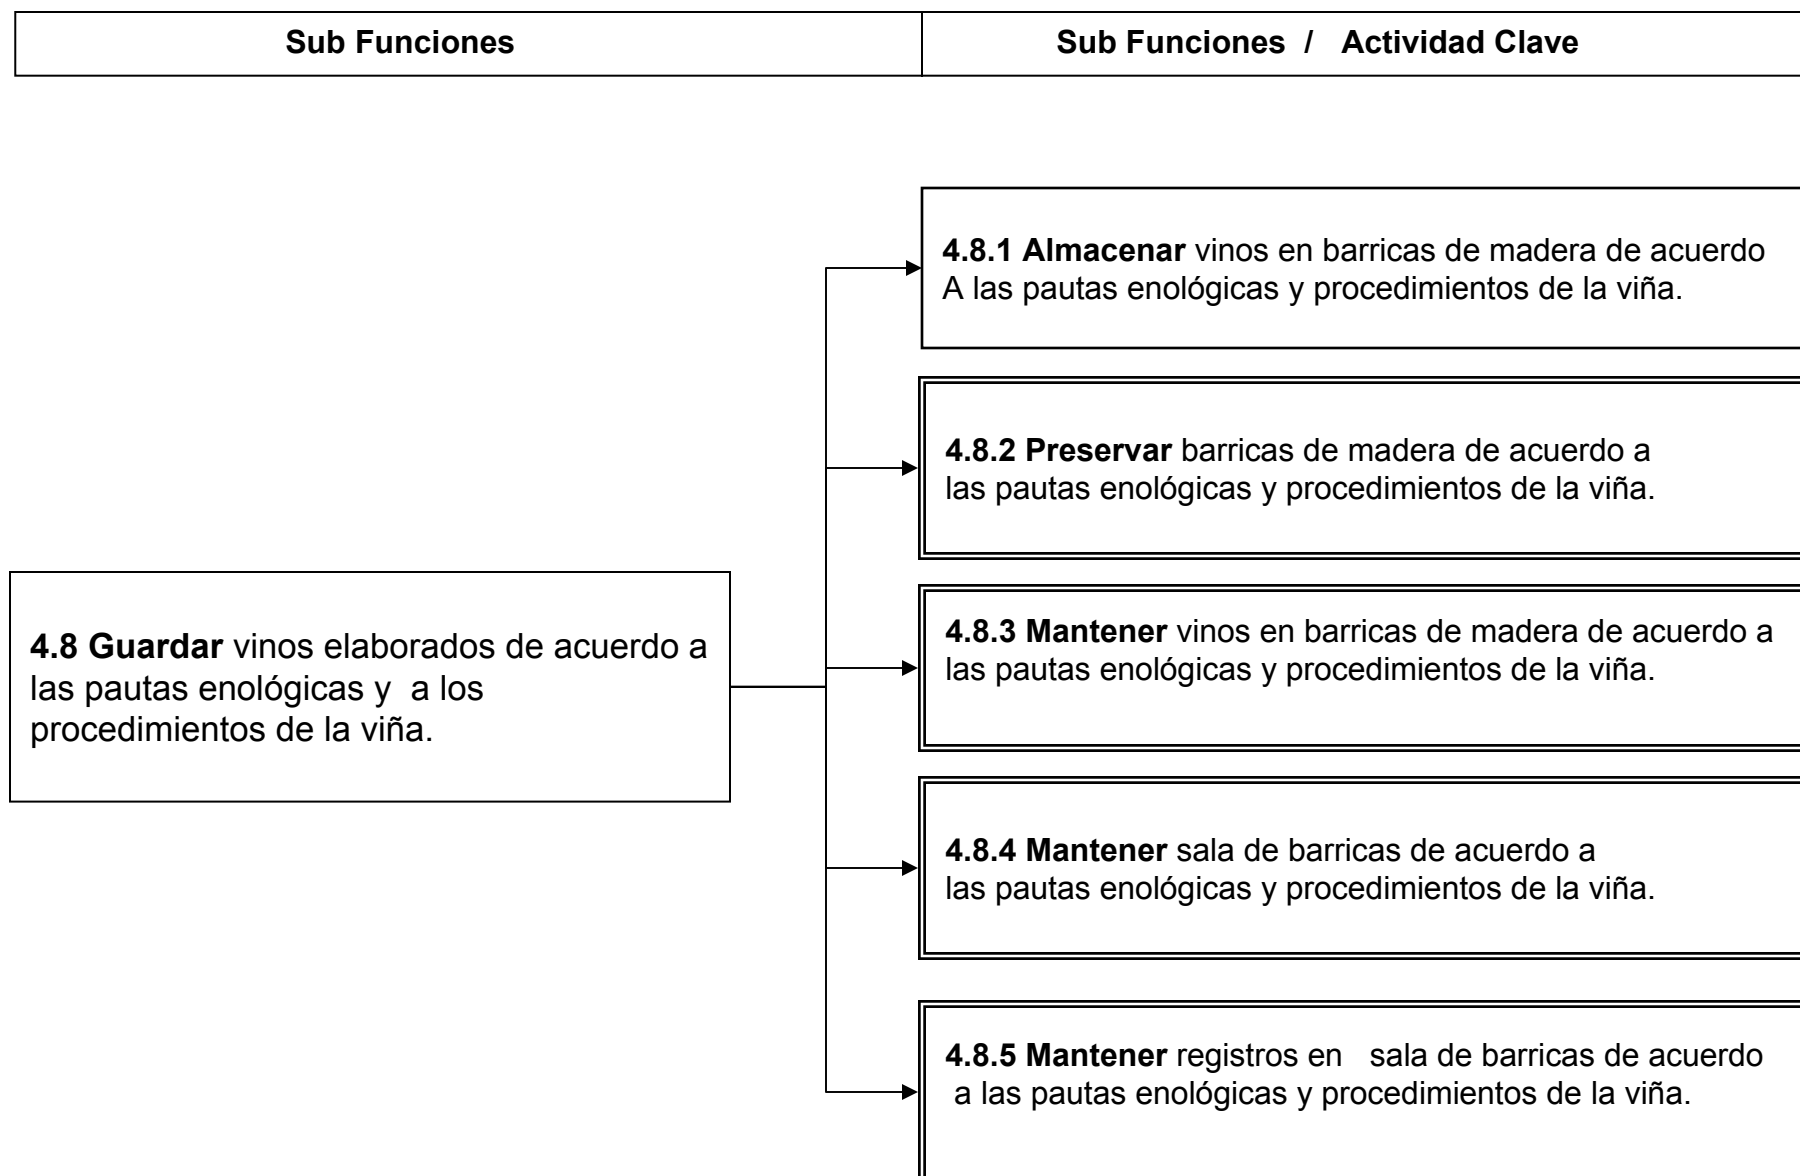 Sub Funciones
Sub Funciones / Actividad Clave
4.8.1 Almacenar vinos en barricas de madera de acuerdo
A las pautas enológicas y procedimientos de la viña.
4.8.2 Preservar barricas de madera de acuerdo a
las pautas enológicas y procedimientos de la viña.
4.8 Guardar vinos elaborados de acuerdo a
las pautas enológicas y a los
procedimientos de la viña.
4.8.3 Mantener vinos en barricas de madera de acuerdo a
las pautas enológicas y procedimientos de la viña.
4.8.4 Mantener sala de barricas de acuerdo a
las pautas enológicas y procedimientos de la viña.
4.8.5 Mantener registros en sala de barricas de acuerdo
a las pautas enológicas y procedimientos de la viña.